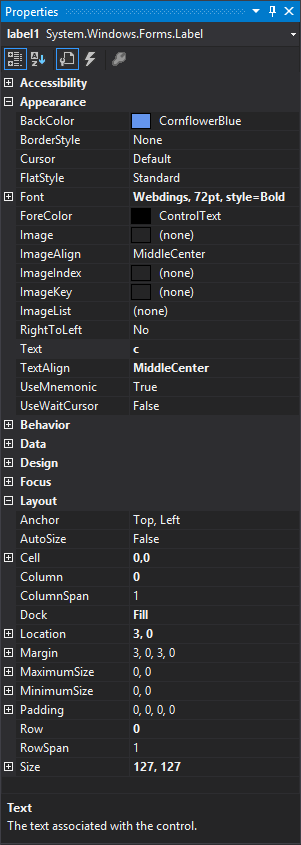 Properties
label1 System.Windows.Forms.Label
Accessibility
Appearance
BackColor CornflowerBlue
BorderStyle None
Cursor Default
FlatStyle Standard
Font Webdings, 72pt, style=Bold
ForeColor ControlText
Image (none)
ImageAlign MiddleCenter
ImageIndex (none)
ImageKey (none)
ImageList (none)
RightToLeft No
Text c
TextAlign MiddleCenter
UseMnemonic True
UseWaitCursor False
Behavior
Data
Design
Focus
Layout
Anchor Top, Left
AutoSize False
Cell 0,0
Column 0
ColumnSpan 1
Dock Fill
Location 3, 0
Margin 3, 0, 3, 0
MaximumSize 0, 0
MinimumSize 0, 0
Padding 0, 0, 0, 0
Row 0
RowSpan 1
Size 127, 127
Text
The text associated with the control.